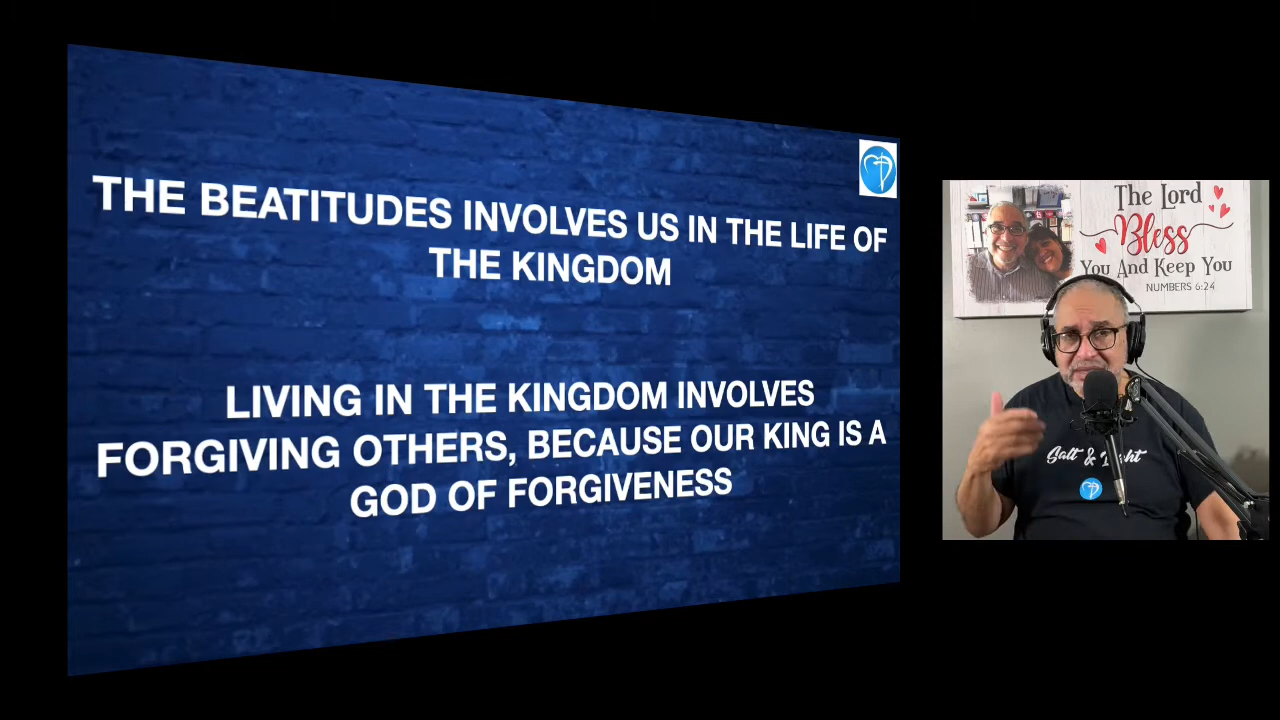 THE BEATITUDES INVOLVES US IN THE LIFE OF
THE KINGDOM
LIVING IN THE KINGDOM INVOLVES
FORGIVING OTHERS, BECAUSE OUR KING IS A
GOD OF FORGIVENESS
The Lord
Bless
You And Keep You
NUMBERS 6:24
Salt & Light